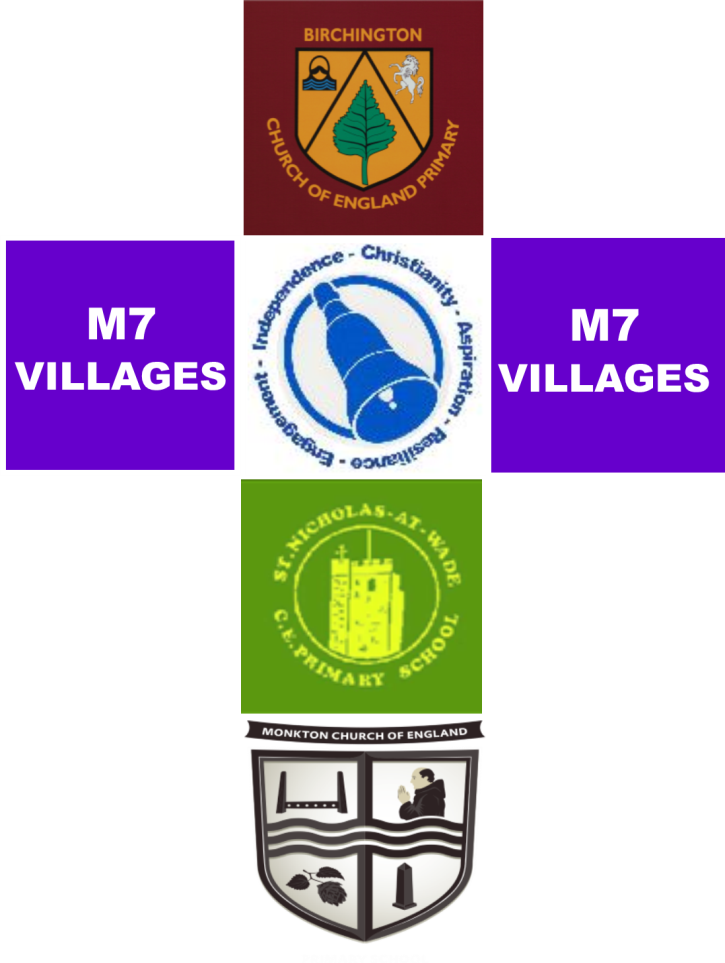 BIRCHINGTON
CHURCH OF ENGLAND PRIMARY
M7
VILLAGES
Independence - Christianity - Aspiration - Resilience - Engagement -
M7
VILLAGES
ST. NICHOLAS-AT-WADE
C.E. PRIMARY SCHOOL
MONKTON CHURCH OF ENGLAND